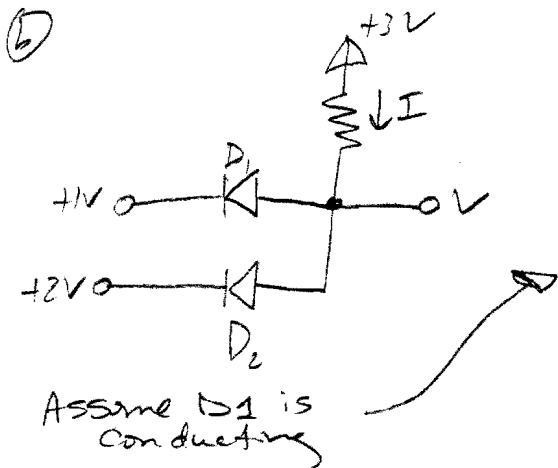 b
+3V
I
D1
+1V
V
+2V
D2
Assume D1 is
conducting